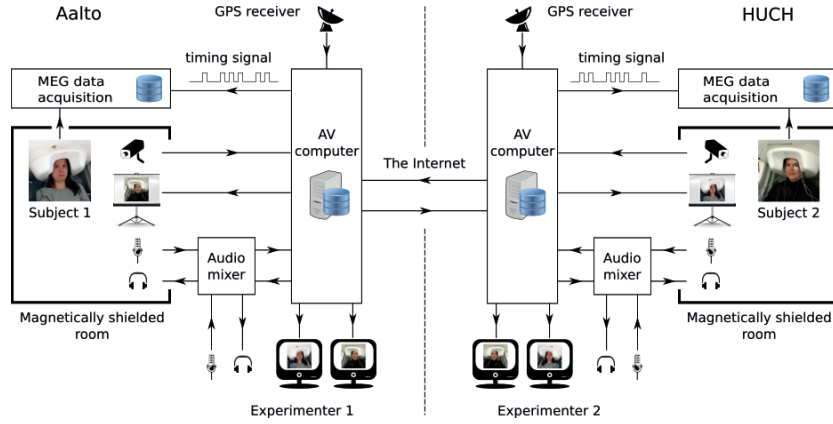 Aalto
GPS receiver
GPS receiver
HUCH
timing signal
timing signal
MEG data
acquisition
MEG data
acquisition
AV
computer
AV
computer
The Internet
Subject 1
Subject 2
Audio
mixer
Audio
mixer
Magnetically shielded
room
Magnetically shielded
room
Experimenter 1
Experimenter 2